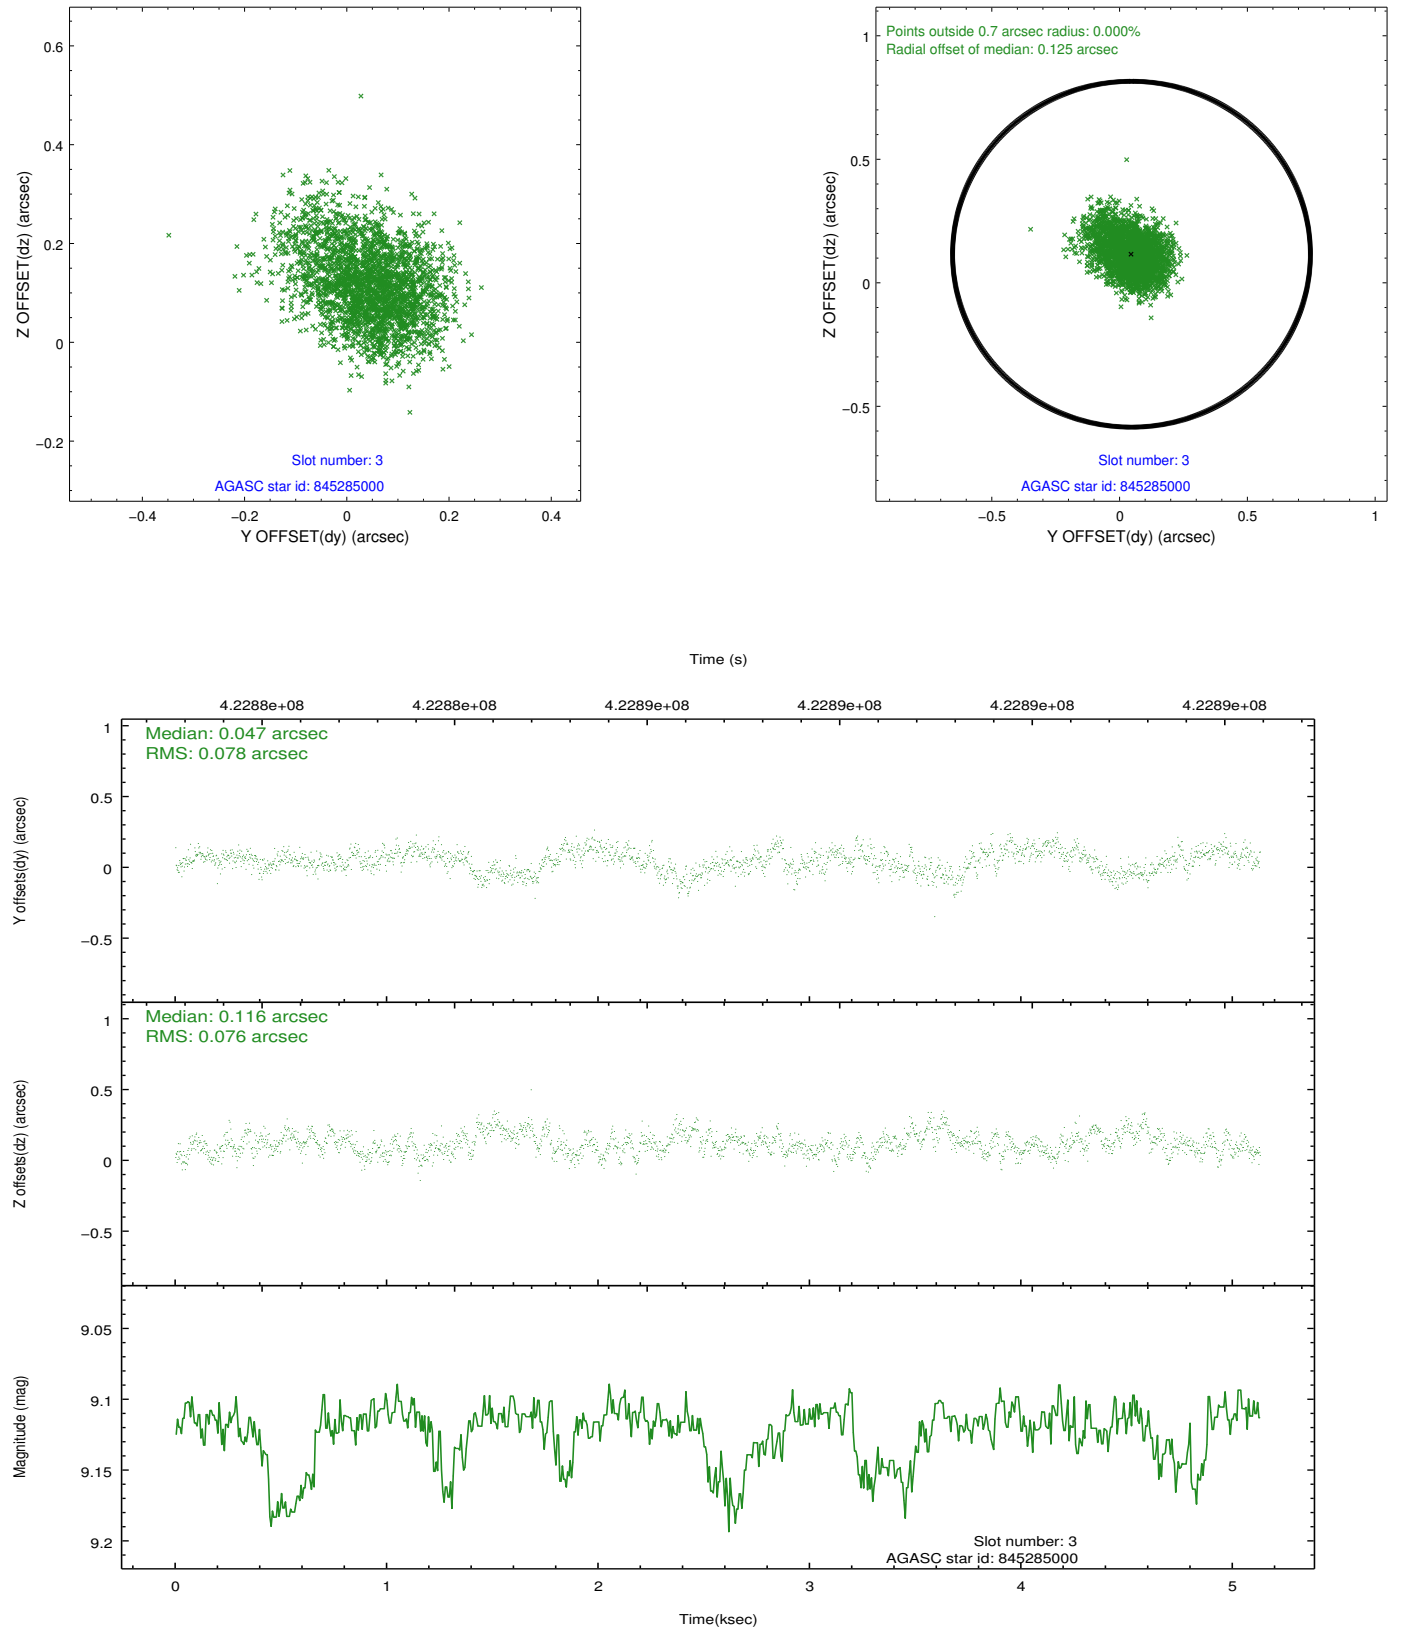 0.6
0.4
0.2
0
−0.2
Z OFFSET(dz) (arcsec)
Slot number: 3
AGASC star id: 845285000
−0.4 −0.2 0 0.2 0.4
Y OFFSET(dy) (arcsec)
Points outside 0.7 arcsec radius: 0.000%
Radial offset of median: 0.125 arcsec
1
0.5
0
−0.5
Z OFFSET(dz) (arcsec)
Slot number: 3
AGASC star id: 845285000
−0.5 0 0.5 1
Y OFFSET(dy) (arcsec)
Time (s)
4.2288e+08 4.2288e+08 4.2289e+08 4.2289e+08 4.2289e+08 4.2289e+08
Median: 0.047 arcsec
RMS: 0.078 arcsec
1
0.5
0
−0.5
Y offsets(dy) (arcsec)
Median: 0.116 arcsec
RMS: 0.076 arcsec
1
0.5
0
−0.5
Z offsets(dz) (arcsec)
9.05
9.1
9.15
9.2
Magnitude (mag)
Slot number: 3
AGASC star id: 845285000
0 1 2 3 4 5
Time(ksec)